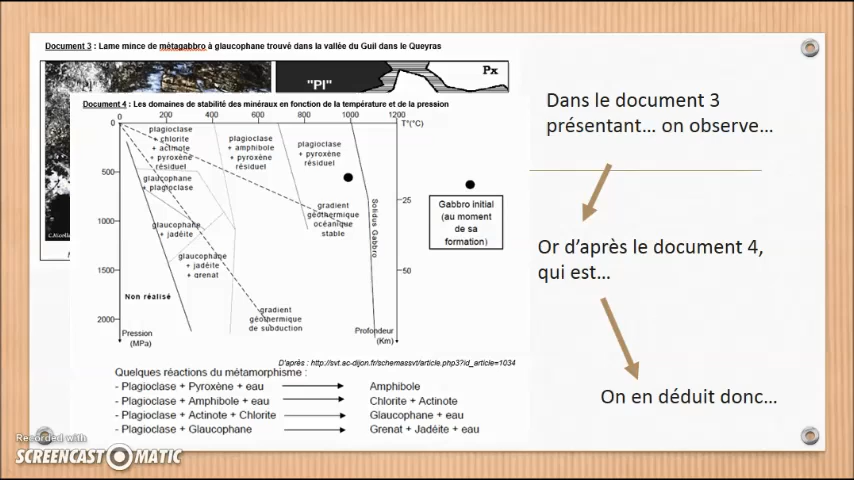 Document 3 : Lame mince de métagabbro à glaucophane trouvé dans la vallée du Guil dans le Queyras
"Pl"
Px
Document 4 : Les domaines de stabilité des minéraux en fonction de la température et de la pression
0 200 400 600 800 1000 1200
T°(°C)
0
500
1000
1500
2000
Pression
(MPa)
plagioclase
+ chlorite
+ actinote
+ pyroxène
résiduel
plagioclase
+ amphibole
+ pyroxène
résiduel
plagioclase
+ pyroxène
résiduel
glaucophane
+ plagioclase
glaucophane
+ jadéite
glaucophane
+ jadéite
+ grenat
Non réalisé
gradient
géothermique
océanique
stable
gradient
géothermique
de subduction
Solidus Gabbro
25
50
Profondeur
(Km)
Gabbro initial
(au moment
de sa
formation)
D'après : http://svt.ac-dijon.fr/schemassvt/article.php3?id_article=1034
Quelques réactions du métamorphisme :
- Plagioclase + Pyroxène + eau Amphibole
- Plagioclase + Amphibole + eau Chlorite + Actinote
- Plagioclase + Actinote + Chlorite Glaucophane + eau
- Plagioclase + Glaucophane Grenat + Jadéite + eau
Dans le document 3
présentant... on observe...
Or d'après le document 4,
qui est...
On en déduit donc...
Recorded with
SCREENCAST-O-MATIC